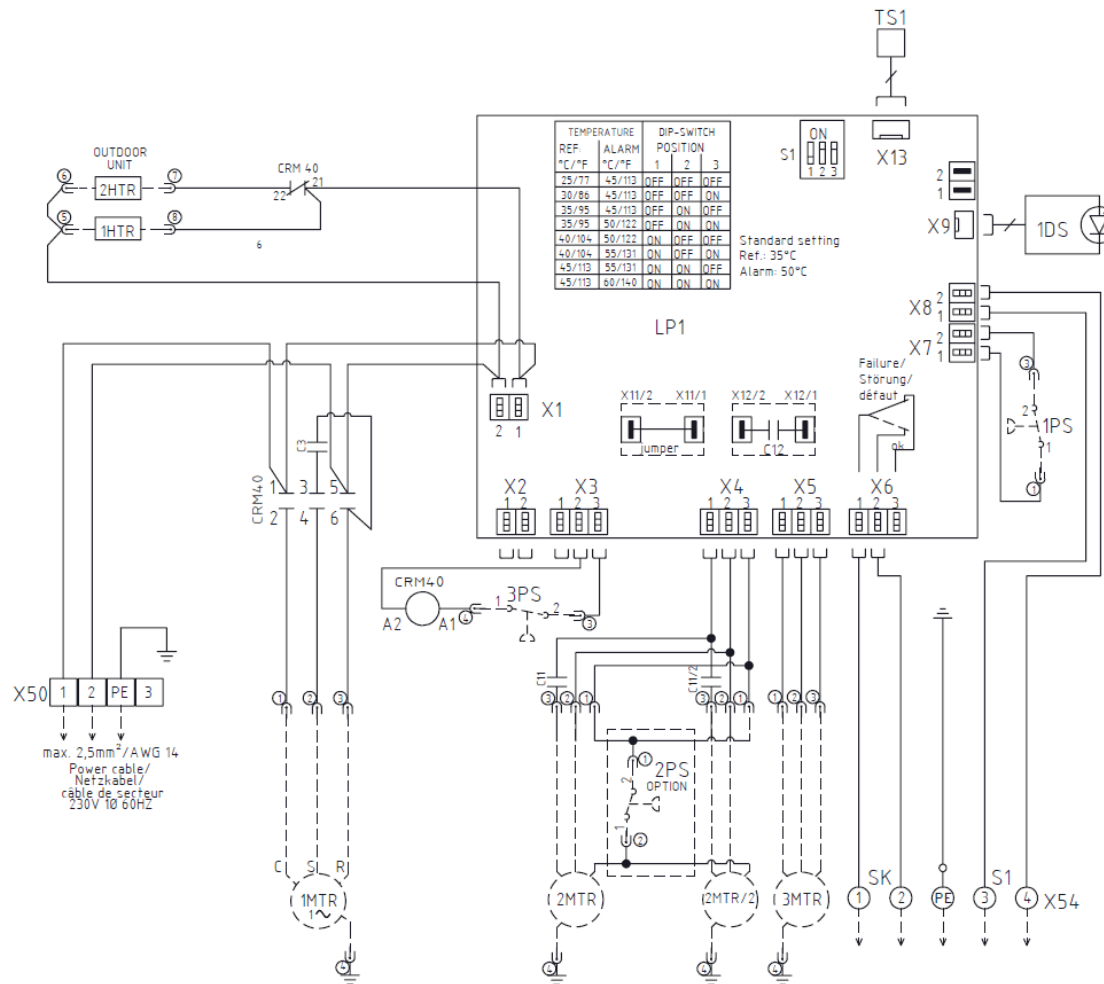 TS1
TEMPERATURE DIP-SWITCH
REF: ALARM POSITION
°C/°F °C/°F 1 2 3
25/77 45/113 OFF OFF OFF
30/86 45/113 OFF OFF ON
35/95 45/113 OFF ON OFF
35/95 50/122 OFF ON ON
40/104 50/122 ON OFF OFF
40/104 55/131 ON OFF ON
45/113 55/131 ON ON OFF
45/113 60/140 ON ON ON
Standard setting
Ref.: 35°C
Alarm: 50°C
ON
S1
1 2 3
X13
2
1
X9
1DS
OUTDOOR
UNIT
6 2HTR 7
5 1HTR 8
CRM 40
21
22
6
X8 2
1
X7 2
1
LP1
Failure/
Störung/
défaut
ok
3
2
1PS
1
1
X1
2 1
X11/2 X11/1
jumper
X12/2 X12/1
C12
C3
CRM40
1 3 5
2 4 6
X2
1 2
X3
1 2 3
X4
1 2 3
X5
1 2 3
X6
1 2 3
CRM40
A2 A1
4
1 3PS 2
3
X50 1 2 PE 3
max. 2,5mm²/AWG 14
Power cable/
Netzkabel/
câble de secteur
230V 1Ø 60HZ
1 2 3
C11
3 2 1
C11/2
3 2 1
1 2 3
1
2
2PS
OPTION
1
2
C S R
1MTR
1~
4
2MTR
4
2MTR/2
4
3MTR
4
SK
1 2 PE
S1
3 4 X54